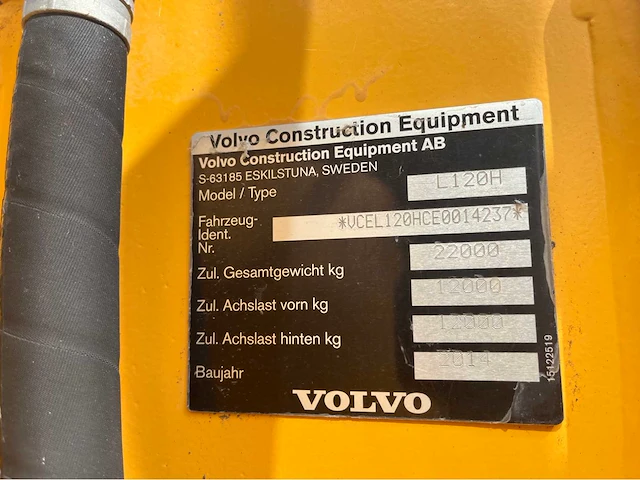 Volvo Construction Equipment
Volvo Construction Equipment AB
S-63185 ESKILSTUNA, SWEDEN
Model / Type L120H
Fahrzeug-
Ident. *VCEL120HCE0014237*
Nr.
Zul. Gesamtgewicht kg 22000
Zul. Achslast vorn kg 12000
Zul. Achslast hinten kg 12000
Baujahr 2014
15122519
VOLVO